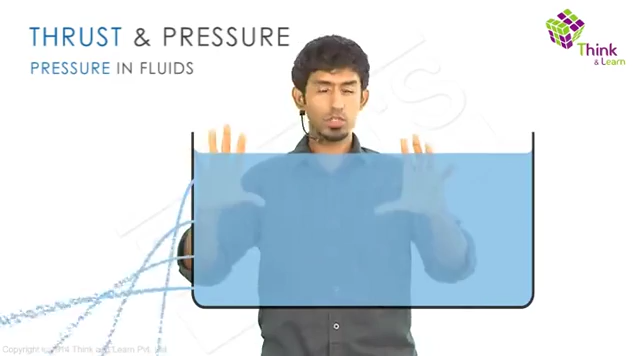 THRUST & PRESSURE
PRESSURE IN FLUIDS
Think
& Learn
Copyright © 2014 Think and Learn Pvt. Ltd.